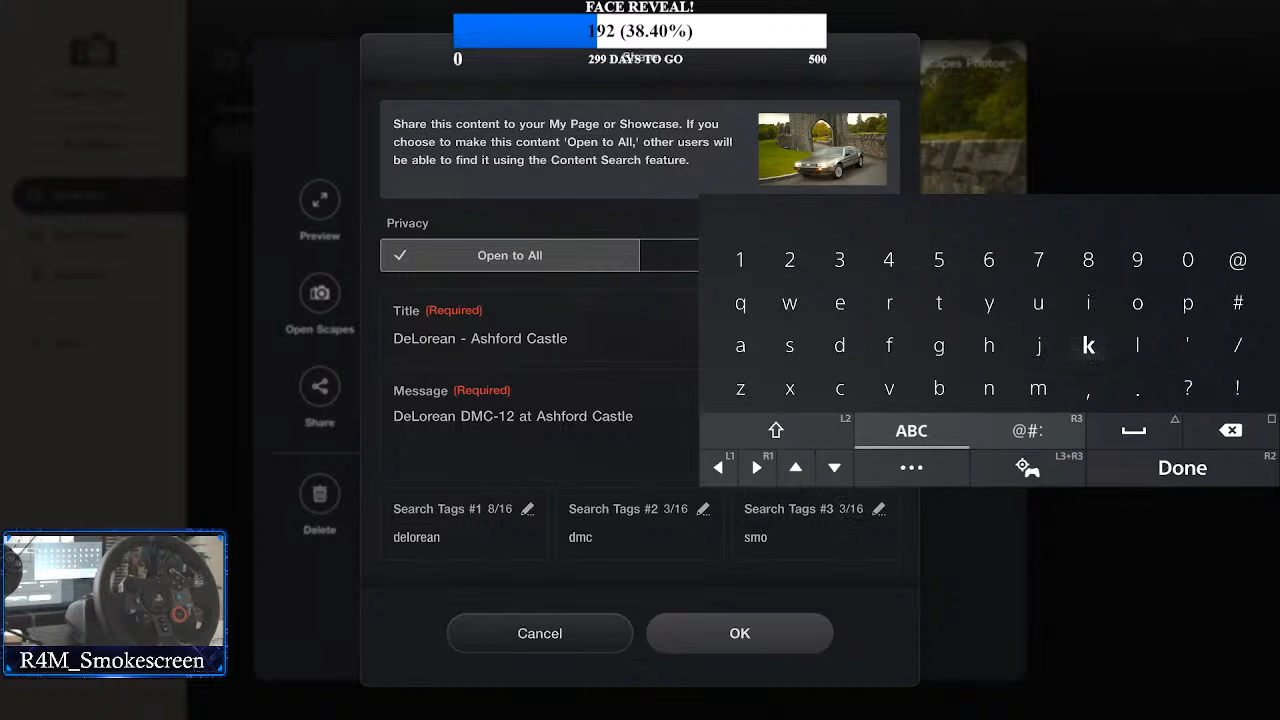 FACE REVEAL!
192 (38.40%)
0
299 DAYS TO GO
500
Share this content to your My Page or Showcase. If you
choose to make this content 'Open to All,' other users will
be able to find it using the Content Search feature.
scapes Photos
Privacy
Open to All
Preview
Open Scapes
Share
Delete
Title (Required)
DeLorean - Ashford Castle
Message (Required)
DeLorean DMC-12 at Ashford Castle
1 2 3 4 5 6 7 8 9 0 @
q w e r t y u i o p #
a s d f g h j k l ' /
z x c v b n m , . ? !
L2
ABC
@#:
R3
L1
R1
•••
L3+R3
Done
R2
Search Tags #1 8/16
delorean
Search Tags #2 3/16
dmc
Search Tags #3 3/16
smo
Cancel
OK
R4M_Smokescreen